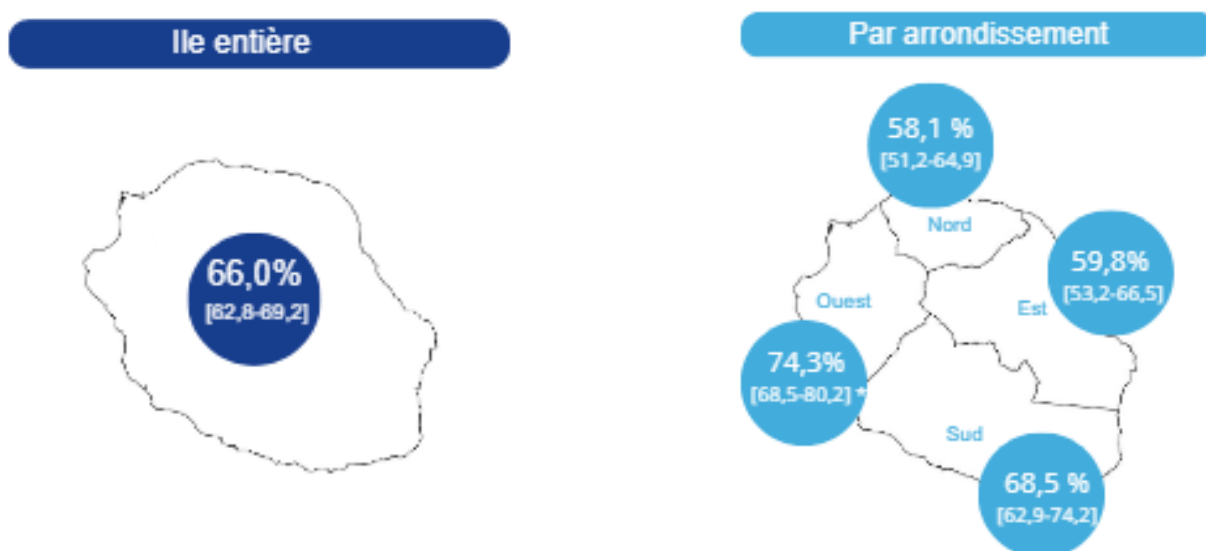 Ile entière
Par arrondissement
66,0%
[62,8-69,2]
58,1 %
[51,2-64,9]
Nord
59,8%
[53,2-66,5]
Ouest
Est
74,3%
[68,5-80,2] *
Sud
68,5 %
[62,9-74,2]